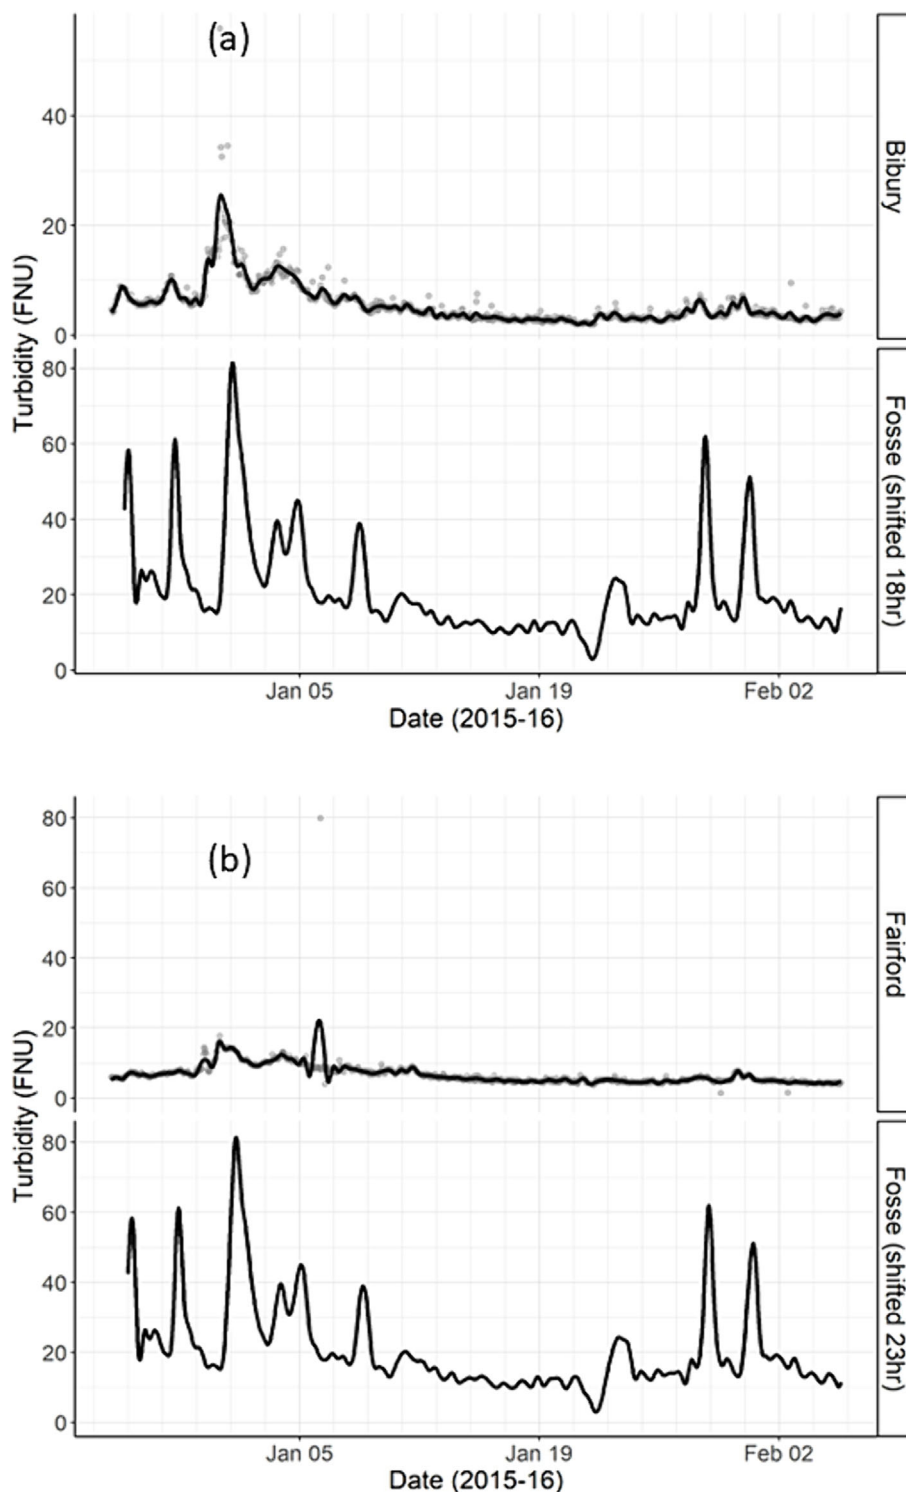 (a)
40
20
0
Bibury
Turbidity (FNU)
80
60
40
20
0
Fosse (shifted 18hr)
Jan 05 Jan 19 Feb 02
Date (2015-16)
(b)
80
60
40
20
0
Fairford
Turbidity (FNU)
80
60
40
20
0
Fosse (shifted 23hr)
Jan 05 Jan 19 Feb 02
Date (2015-16)